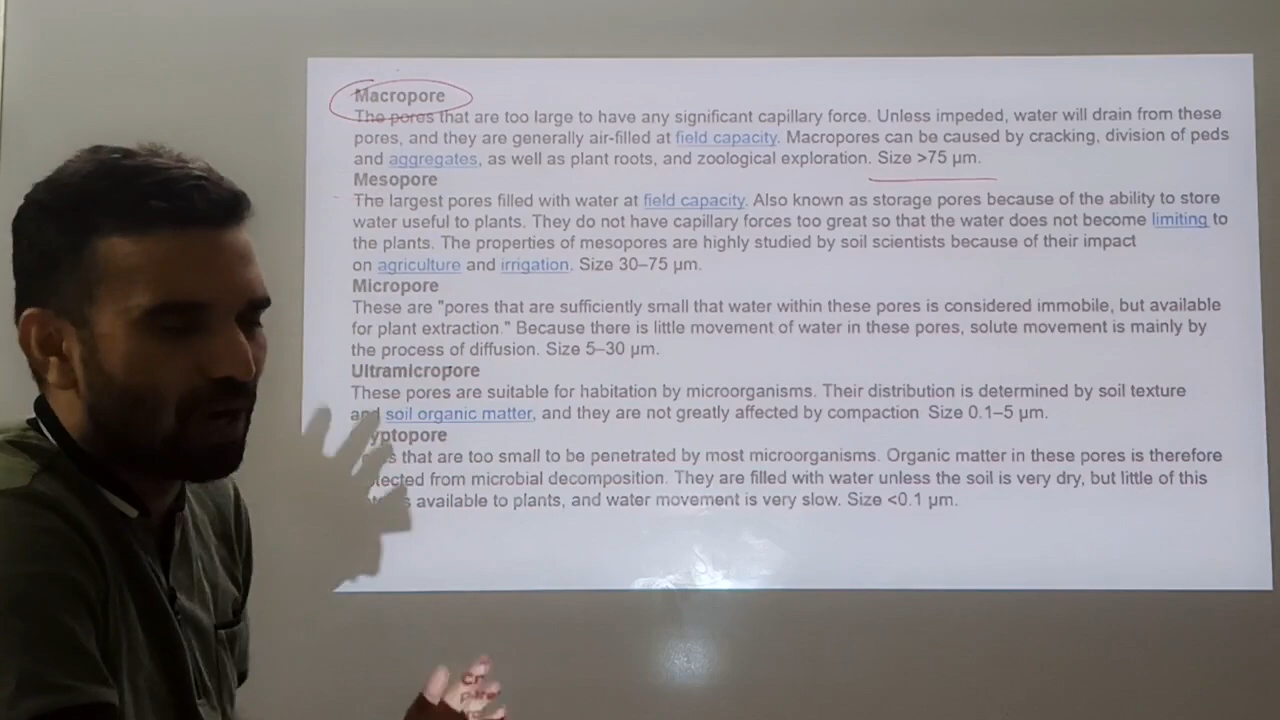 Macropore
The pores that are too large to have any significant capillary force. Unless impeded, water will drain from these
pores, and they are generally air-filled at field capacity. Macropores can be caused by cracking, division of peds
and aggregates, as well as plant roots, and zoological exploration. Size >75 μm.
Mesopore
The largest pores filled with water at field capacity. Also known as storage pores because of the ability to store
water useful to plants. They do not have capillary forces too great so that the water does not become limiting to
the plants. The properties of mesopores are highly studied by soil scientists because of their impact
on agriculture and irrigation. Size 30–75 μm.
Micropore
These are "pores that are sufficiently small that water within these pores is considered immobile, but available
for plant extraction." Because there is little movement of water in these pores, solute movement is mainly by
the process of diffusion. Size 5–30 μm.
Ultramicropore
These pores are suitable for habitation by microorganisms. Their distribution is determined by soil texture
and soil organic matter, and they are not greatly affected by compaction Size 0.1–5 μm.
yptopore
that are too small to be penetrated by most microorganisms. Organic matter in these pores is therefore
tected from microbial decomposition. They are filled with water unless the soil is very dry, but little of this
available to plants, and water movement is very slow. Size <0.1 μm.